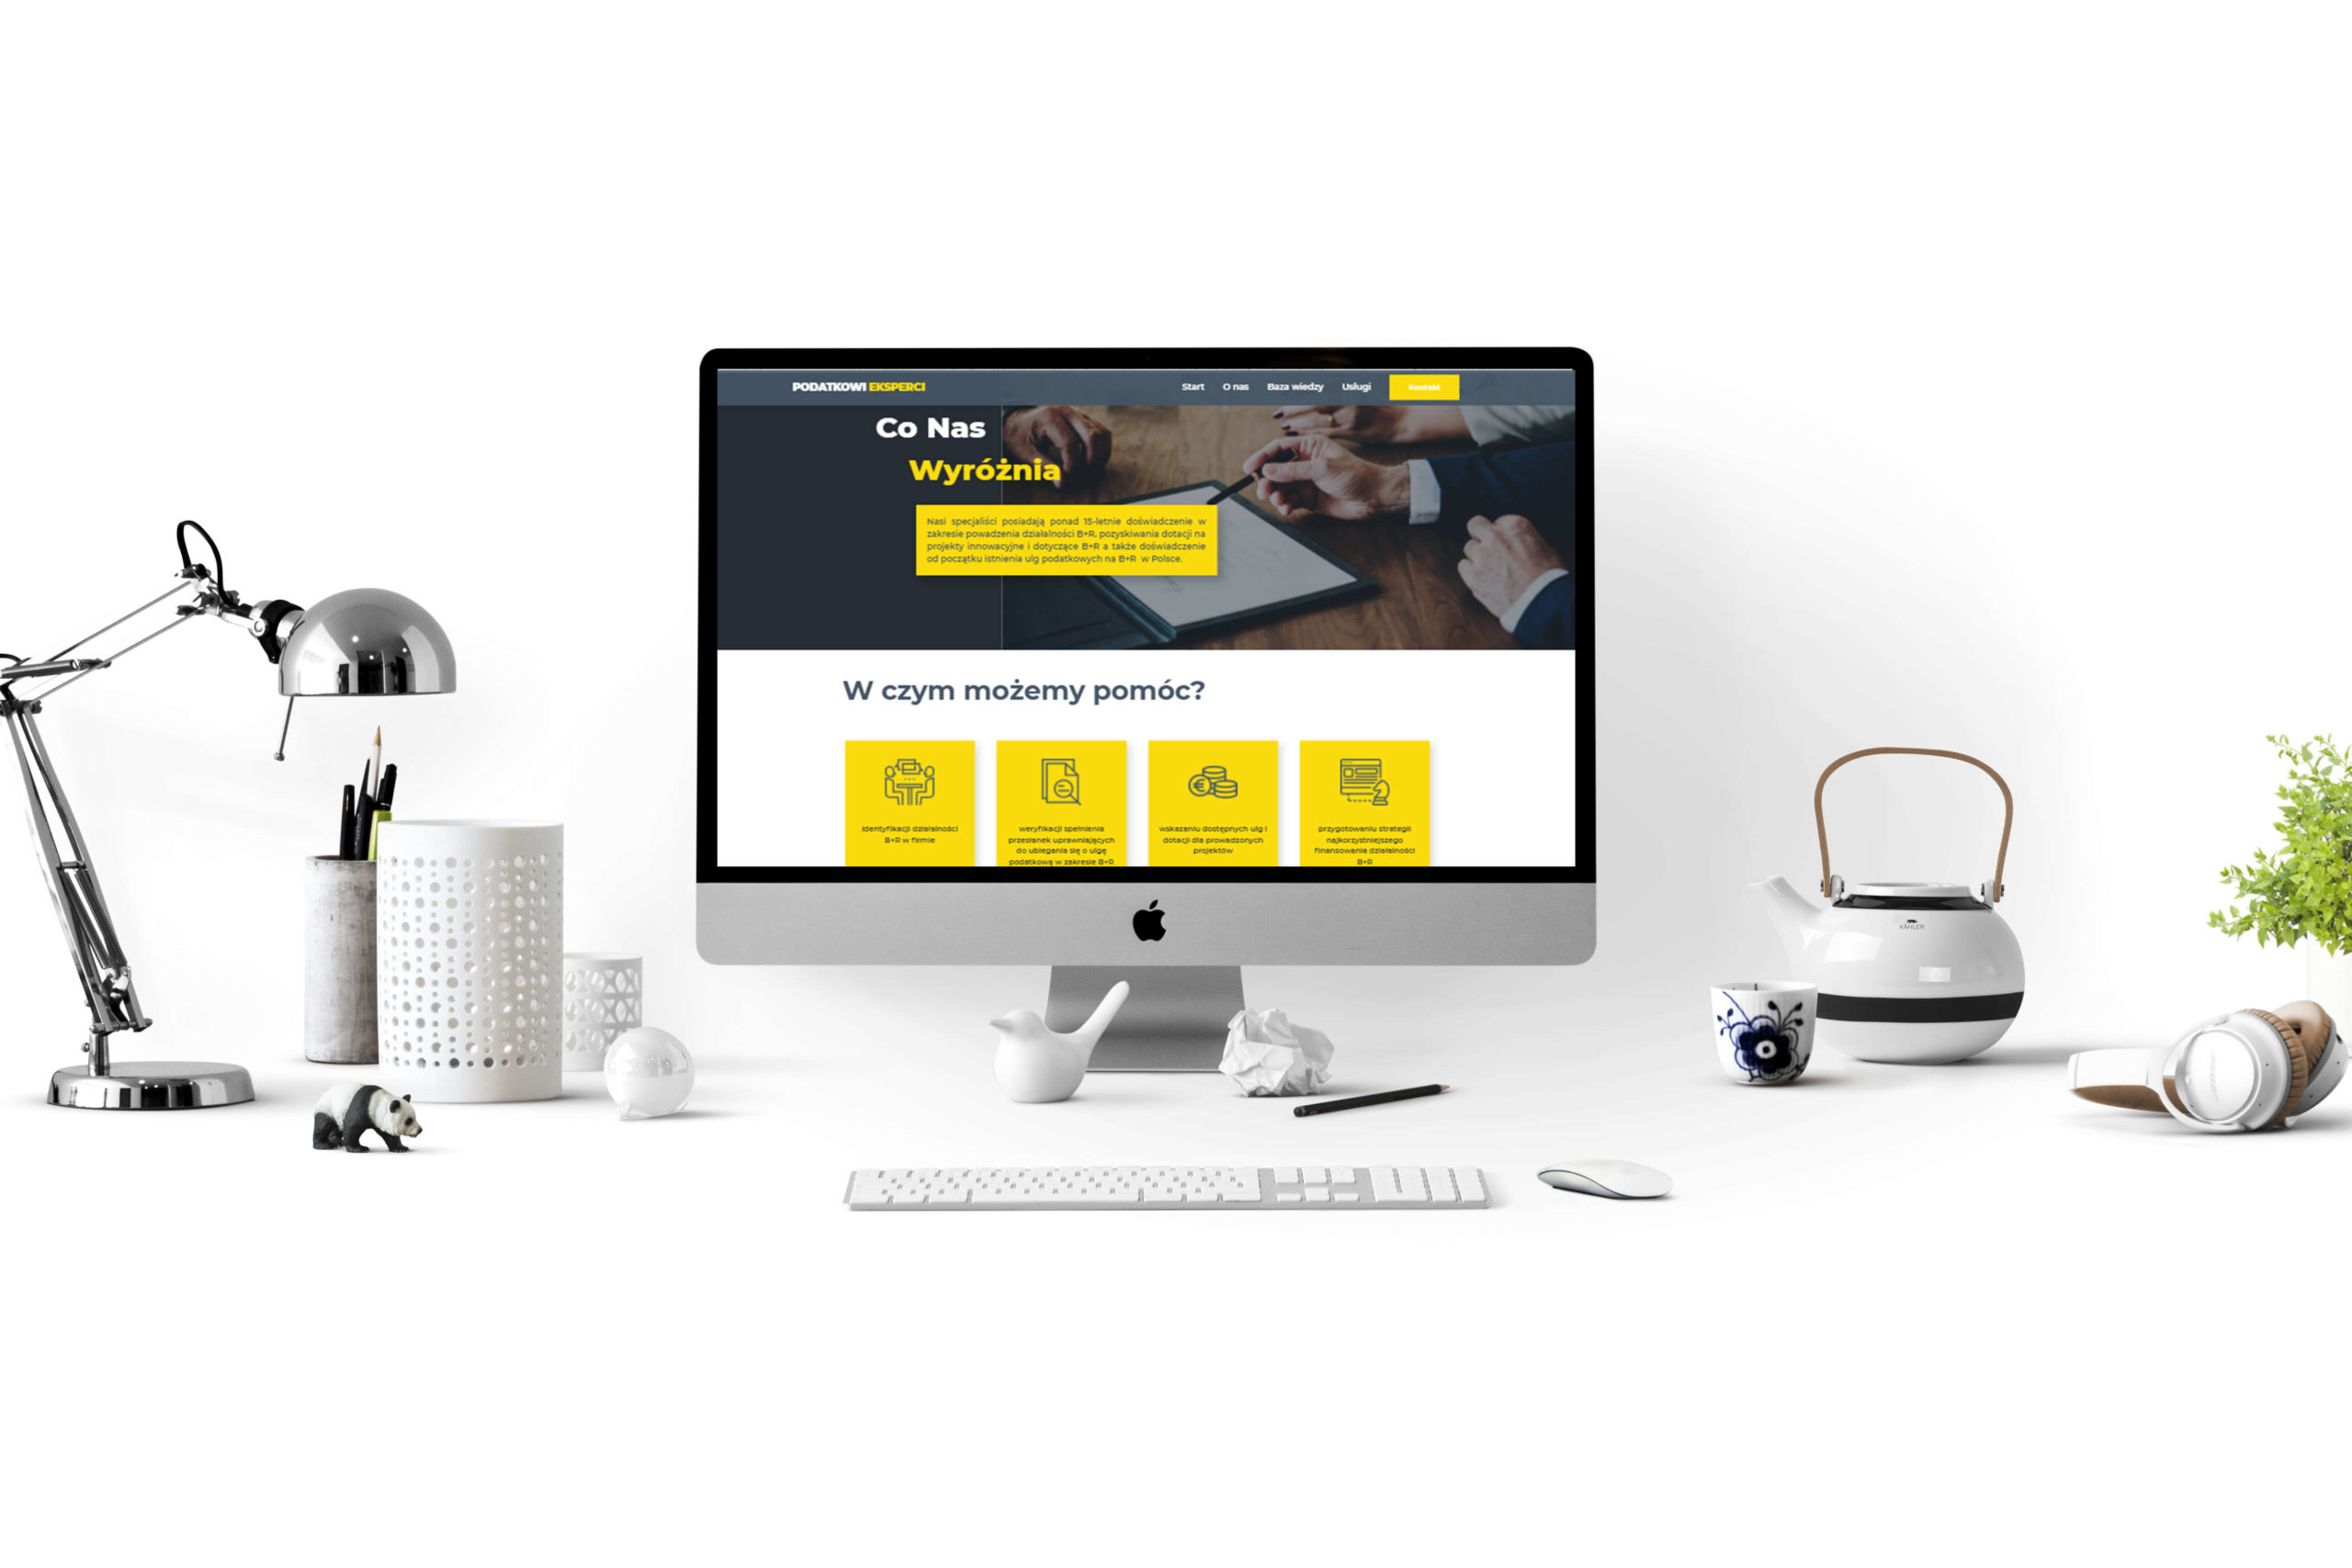 PODATKOWI EKSPERCI
Start
O nas
Baza wiedzy
Usługi
Kontakt
Co Nas
Wyróżnia
Nasi specjaliści posiadają ponad 15-letnie doświadczenie w
zakresie powadzenia działalności B+R, pozyskiwania dotacji na
projekty innowacyjne i dotyczące B+R a także doświadczenie
od początku istnienia ulg podatkowych na B+R w Polsce.
W czym możemy pomóc?
identyfikacji działalności
B+R w firmie
weryfikacji spełnienia
przesłanek uprawniających
do ubiegania się o ulgę
podatkową w zakresie B+R
wskazaniu dostępnych ulg i
dotacji dla prowadzonych
projektów
przygotowaniu strategii
najkorzystniejszego
finansowania działalności
B+R
KÄHLER